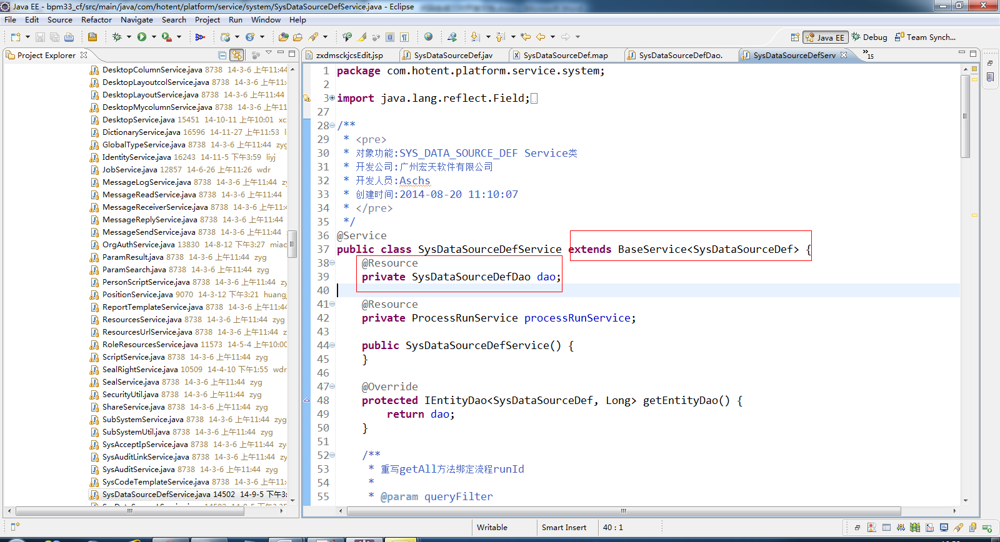 Java EE - bpm33_cf/src/main/java/com/hotent/platform/service/system/SysDataSourceDefService.java - Eclipse
File Edit Source Refactor Navigate Search Project Run Window Help
Java EE Debug Team Synch...
Project Explorer
zxdmsckjcsEdit.jsp SysDataSourceDef.jav SysDataSourceDef.map SysDataSourceDefDao. SysDataSourceDefServ »15
DesktopColumnService.java 8738 14-3-6 上午11:44
DesktopLayoutcolService.java 8738 14-3-6 上午11:
DesktopLayoutService.java 8738 14-3-6 上午11:44
DesktopMycolumnService.java 8738 14-3-6 上午11:
DesktopService.java 15451 14-10-11 上午10:01 xc
DictionaryService.java 16596 14-11-27 上午11:53
GlobalTypeService.java 8738 14-3-6 上午11:44 zyg
IdentityService.java 16243 14-11-5 下午3:59 liyj
JobService.java 12857 14-6-26 上午11:26 wdr
MessageLogService.java 8738 14-3-6 上午11:44 zy
MessageReadService.java 8738 14-3-6 上午11:44
MessageReceiverService.java 8738 14-3-6 上午11:4
MessageReplyService.java 8738 14-3-6 上午11:44
MessageSendService.java 8738 14-3-6 上午11:44 z
OrgAuthService.java 13830 14-8-12 下午3:27 miao
ParamResult.java 8738 14-3-6 上午11:44 zyg
ParamSearch.java 8738 14-3-6 上午11:44 zyg
PersonScriptService.java 8738 14-3-6 上午11:44 zyg
PositionService.java 9070 14-3-12 下午3:21 huang
ReportTemplateService.java 8738 14-3-6 上午11:44
ResourcesService.java 8738 14-3-6 上午11:44 zyg
ResourcesUrlService.java 8738 14-3-6 上午11:44 z
RoleResourcesService.java 11573 14-5-4 上午10:00
ScriptService.java 8738 14-3-6 上午11:44 zyg
SealRightService.java 10509 14-4-10 下午1:55 wdr
SealService.java 8738 14-3-6 上午11:44 zyg
SecurityUtil.java 8738 14-3-6 上午11:44 zyg
ShareService.java 8738 14-3-6 上午11:44 zyg
SubSystemService.java 8738 14-3-6 上午11:44 zyg
SubSystemUtil.java 8738 14-3-6 上午11:44 zyg
SysAcceptIpService.java 8738 14-3-6 上午11:44 zy
SysAuditLinkService.java 8738 14-3-6 上午11:44 zy
SysAuditService.java 8738 14-3-6 上午11:44 zyg
SysCodeTemplateService.java 8738 14-3-6 上午11:4
SysDataSourceDefService.java 14502 14-9-5 下午3:
1 package com.hotent.platform.service.system;
2
3 import java.lang.reflect.Field;
27
28 /**
29 * <pre>
30 * 对象功能:SYS_DATA_SOURCE_DEF Service类
31 * 开发公司:广州宏天软件有限公司
32 * 开发人员:Aschs
33 * 创建时间:2014-08-20 11:10:07
34 * </pre>
35 */
36 @Service
37 public class SysDataSourceDefService extends BaseService<SysDataSourceDef> {
38 @Resource
39 private SysDataSourceDefDao dao;
40
41 @Resource
42 private ProcessRunService processRunService;
43
44 public SysDataSourceDefService() {
45 }
46
47 @Override
48 protected IEntityDao<SysDataSourceDef, Long> getEntityDao() {
49 return dao;
50 }
51
52 /**
53 * 重写getAll方法绑定流程runId
54 *
55 * @param queryFilter
Writable Smart Insert 40 : 1